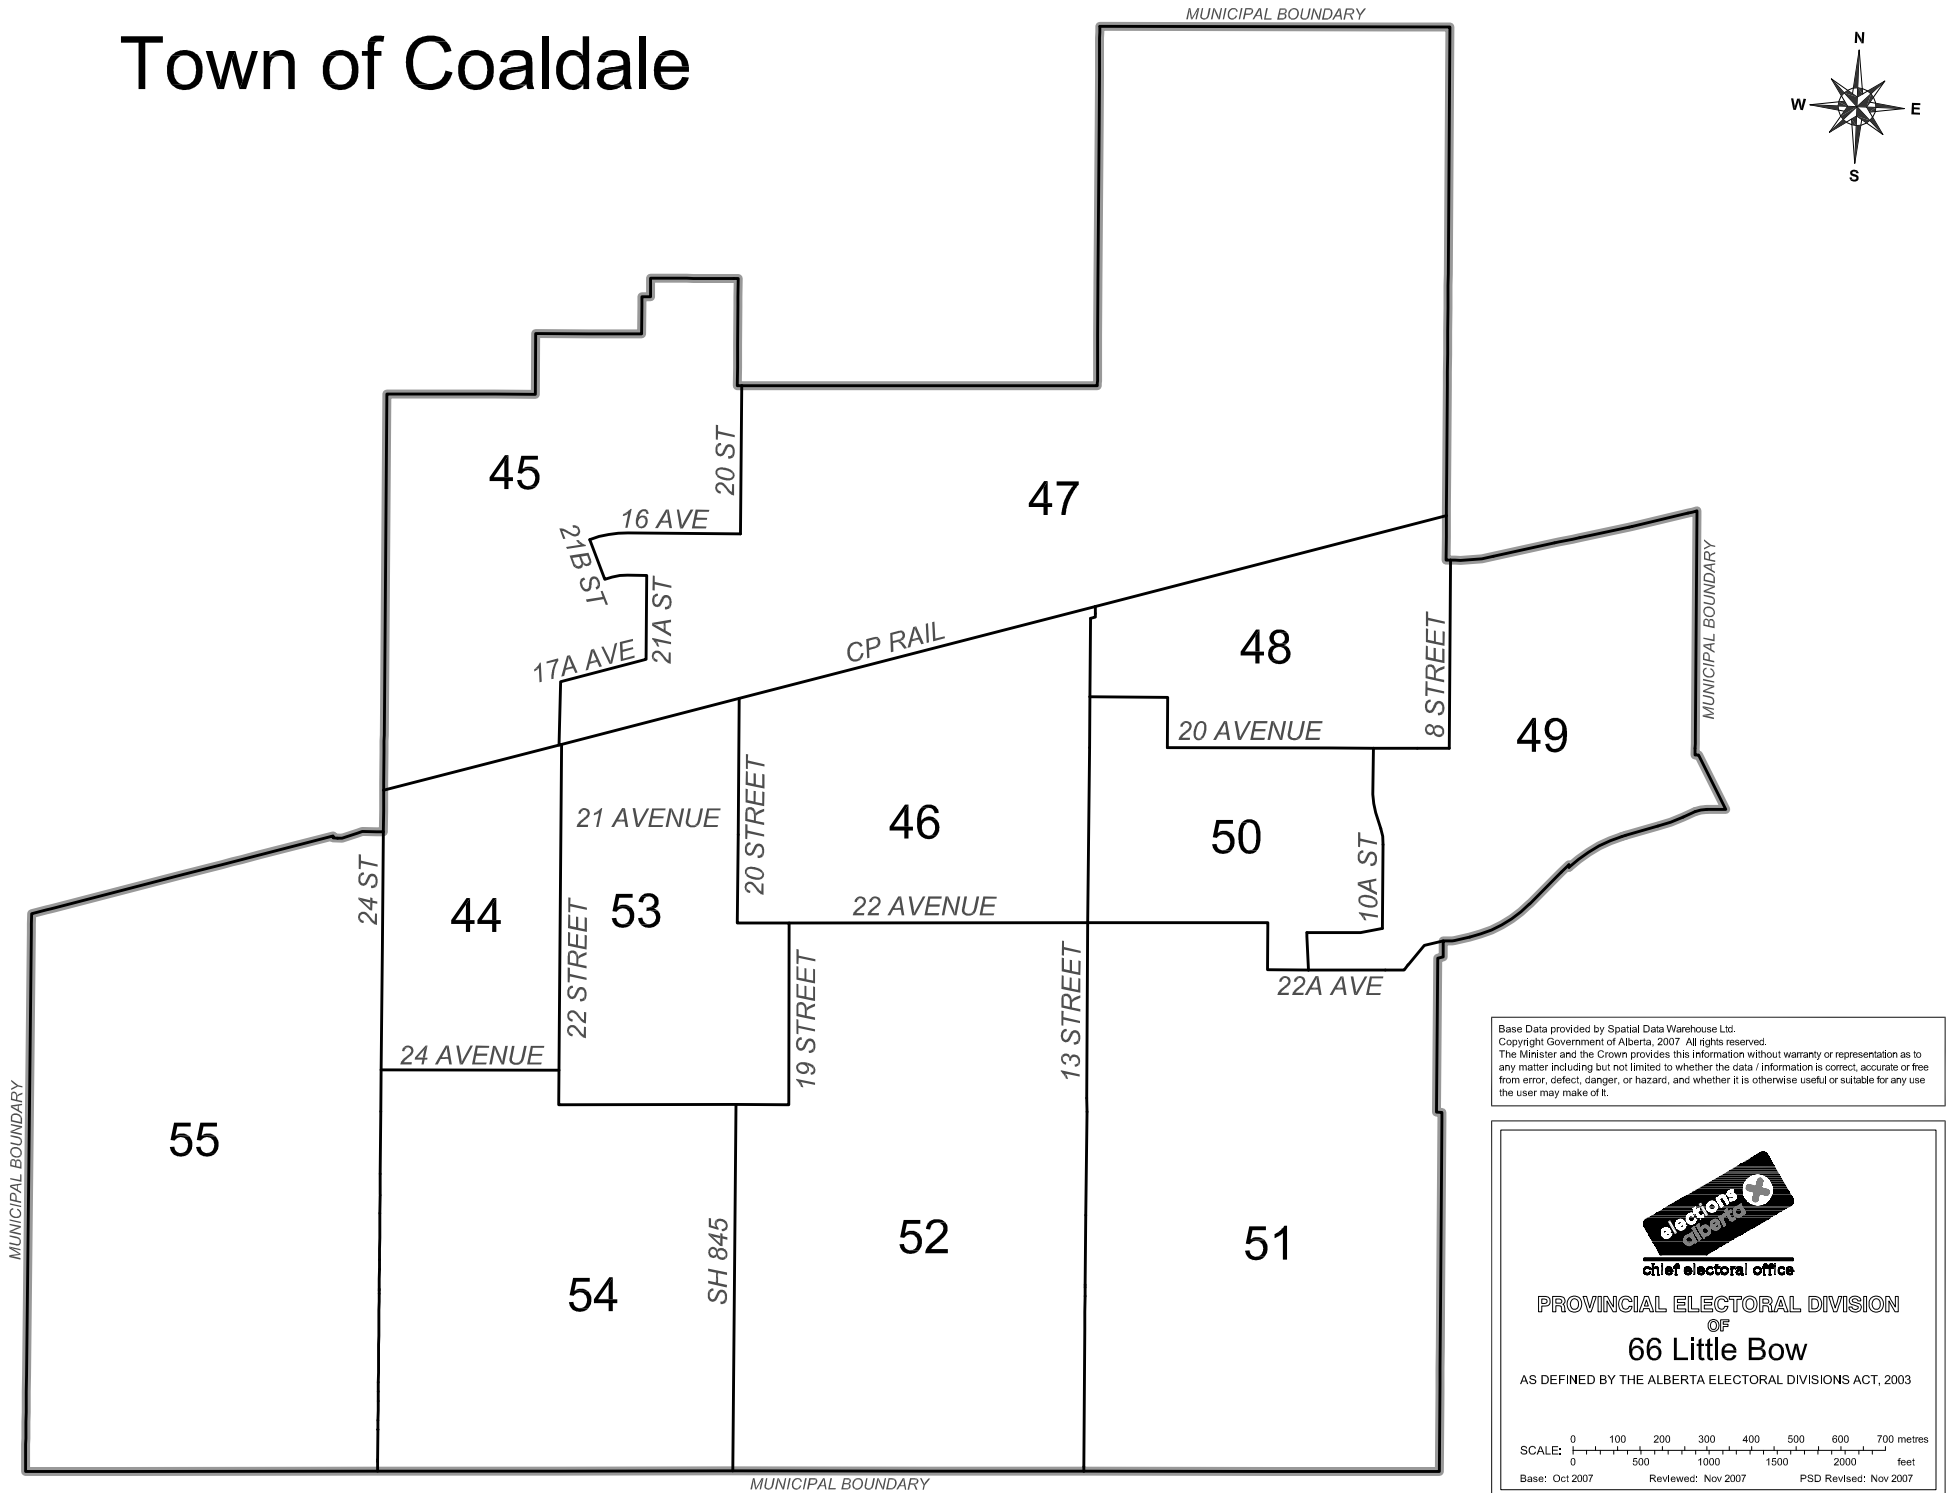 MUNICIPAL BOUNDARY
Town of Coaldale
N
W
E
S
45
20 ST
16 AVE
21B ST
21A ST
17A AVE
47
CP RAIL
48
8 STREET
20 AVENUE
49
MUNICIPAL BOUNDARY
21 AVENUE
20 STREET
46
50
10A ST
24 ST
44
53
22 AVENUE
22 STREET
19 STREET
13 STREET
22A AVE
24 AVENUE
MUNICIPAL BOUNDARY
55
54
SH 845
52
51
MUNICIPAL BOUNDARY
Base Data provided by Spatial Data Warehouse Ltd.
Copyright Government of Alberta, 2007 All rights reserved.
The Minister and the Crown provides this information without warranty or representation as to
any matter including but not limited to whether the data / information is correct, accurate or free
from error, defect, danger, or hazard, and whether it is otherwise useful or suitable for any use
the user may make of it.
elections
alberta
chief electoral office
PROVINCIAL ELECTORAL DIVISION
OF
66 Little Bow
AS DEFINED BY THE ALBERTA ELECTORAL DIVISIONS ACT, 2003
0 100 200 300 400 500 600 700 metres
SCALE:
0 500 1000 1500 2000 feet
Base: Oct 2007 Reviewed: Nov 2007 PSD Revised: Nov 2007